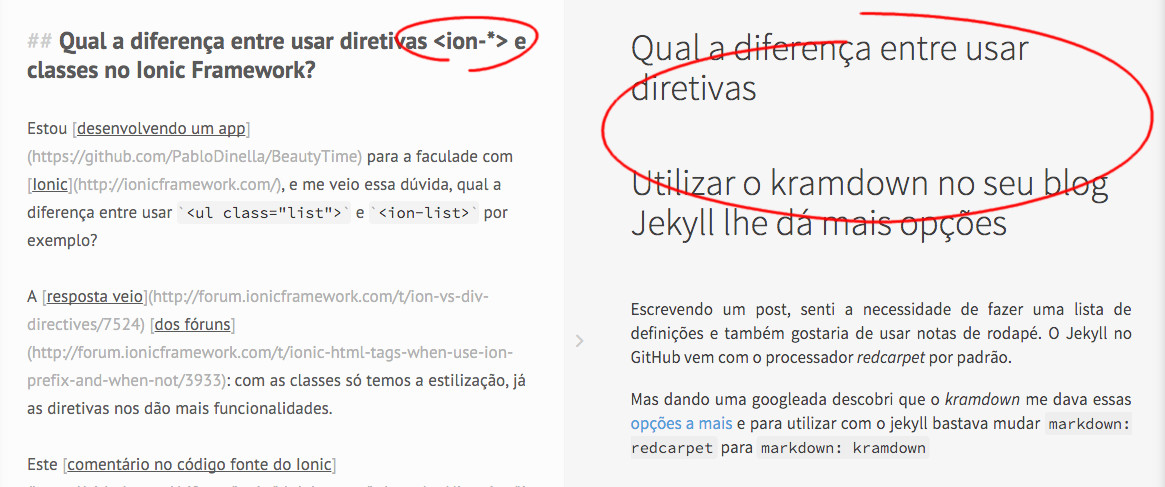 ## Qual a diferença entre usar diretivas <ion-*> e
classes no Ionic Framework?
Estou [desenvolvendo um app]
(https://github.com/PabloDinella/BeautyTime) para a faculade com
[Ionic](http://ionicframework.com/), e me veio essa dúvida, qual a
diferença entre usar `<ul class="list">` e `<ion-list>` por
exemplo?
A [resposta veio](http://forum.ionicframework.com/t/ion-vs-div-
directives/7524) [dos fóruns]
(http://forum.ionicframework.com/t/ionic-html-tags-when-use-ion-
prefix-and-when-not/3933): com as classes só temos a estilização, já
as diretivas nos dão mais funcionalidades.
Este [comentário no código fonte do Ionic]
Qual a diferença entre usar
diretivas
Utilizar o kramdown no seu blog
Jekyll lhe dá mais opções
Escrevendo um post, senti a necessidade de fazer uma lista de
definições e também gostaria de usar notas de rodapé. O Jekyll no
GitHub vem com o processador redcarpet por padrão.
Mas dando uma googleada descobri que o kramdown me dava essas
opções a mais e para utilizar com o jekyll bastava mudar markdown:
redcarpet para markdown: kramdown